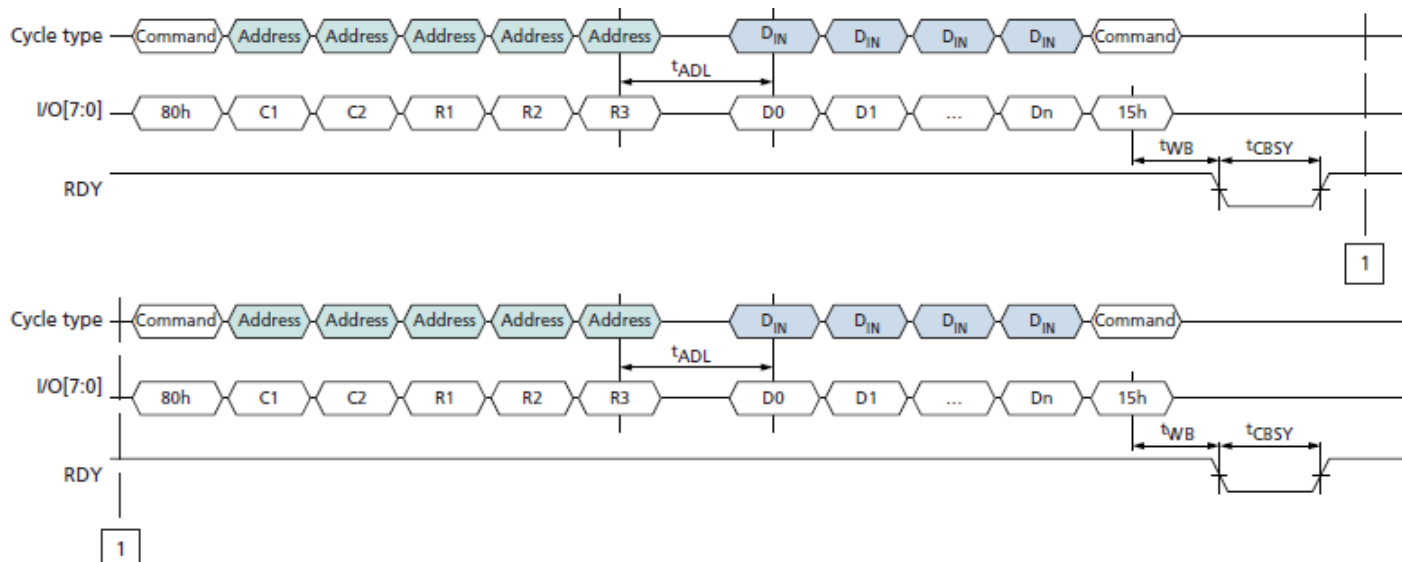 Cycle type Command Address Address Address Address Address DIN DIN DIN DIN Command
tADL
I/O[7:0] 80h C1 C2 R1 R2 R3 D0 D1 ... Dn 15h
tWB tCBSY
RDY
1
Cycle type Command Address Address Address Address Address DIN DIN DIN DIN Command
tADL
I/O[7:0] 80h C1 C2 R1 R2 R3 D0 D1 ... Dn 15h
tWB tCBSY
RDY
1